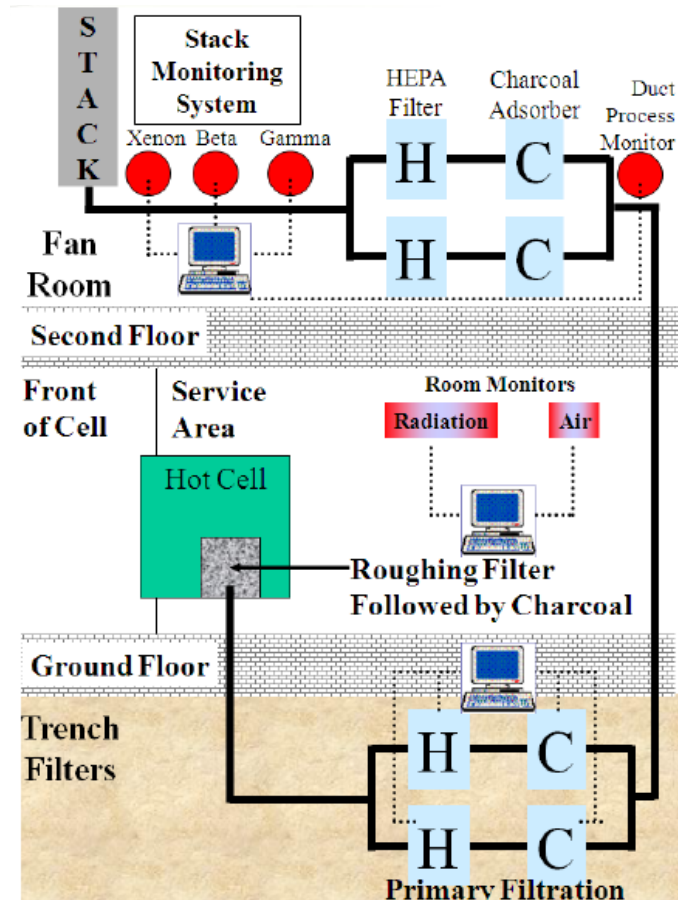 STACK
Stack
Monitoring
System
Xenon Beta Gamma
HEPA
Filter
Charcoal
Adsorber
Duct
Process
Monitor
H C
H C
Fan
Room
Second Floor
Front
of Cell
Service
Area
Room Monitors
Radiation Air
Hot Cell
Roughing Filter
Followed by Charcoal
Ground Floor
Trench
Filters
H C
H C
Primary Filtration